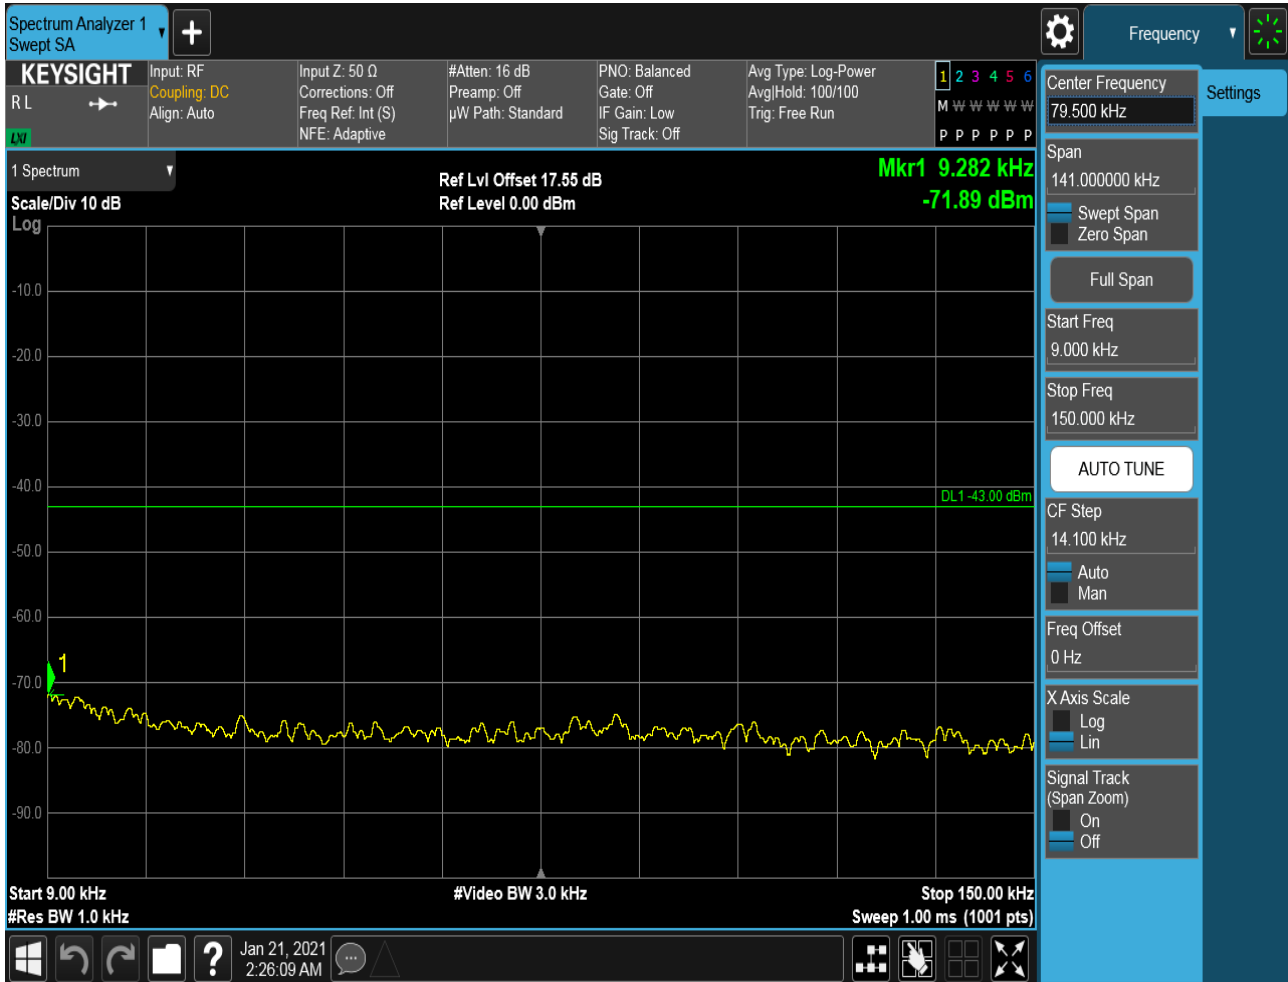 Spectrum Analyzer 1
Swept SA
+
Frequency
KEYSIGHT
R L
LXI
Input: RF
Coupling: DC
Align: Auto
Input Z: 50 Ω
Corrections: Off
Freq Ref: Int (S)
NFE: Adaptive
#Atten: 16 dB
Preamp: Off
µW Path: Standard
PNO: Balanced
Gate: Off
IF Gain: Low
Sig Track: Off
Avg Type: Log-Power
Avg|Hold: 100/100
Trig: Free Run
1 2 3 4 5 6
M W W W W W
P P P P P P
1 Spectrum
Scale/Div 10 dB
Log
Ref Lvl Offset 17.55 dB
Ref Level 0.00 dBm
Mkr1 9.282 kHz
-71.89 dBm
-10.0
-20.0
-30.0
-40.0
DL1 -43.00 dBm
-50.0
-60.0
1
-70.0
-80.0
-90.0
Start 9.00 kHz
#Video BW 3.0 kHz
Stop 150.00 kHz
#Res BW 1.0 kHz
Sweep 1.00 ms (1001 pts)
Center Frequency
79.500 kHz
Settings
Span
141.000000 kHz
Swept Span
Zero Span
Full Span
Start Freq
9.000 kHz
Stop Freq
150.000 kHz
AUTO TUNE
CF Step
14.100 kHz
Auto
Man
Freq Offset
0 Hz
X Axis Scale
Log
Lin
Signal Track
(Span Zoom)
On
Off
?
Jan 21, 2021
2:26:09 AM